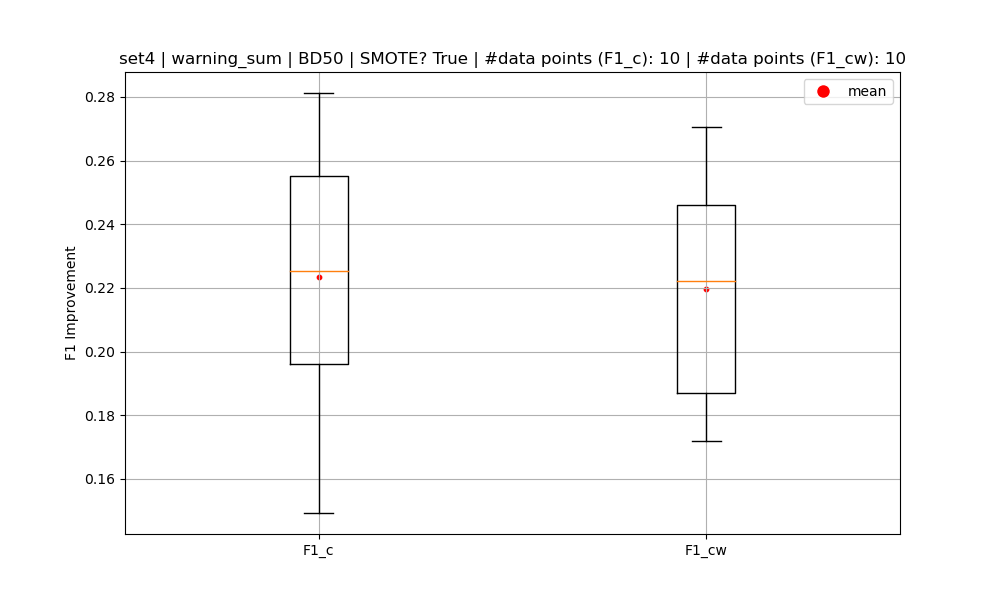 set4 | warning_sum | BD50 | SMOTE? True | #data points (F1_c): 10 | #data points (F1_cw): 10
mean
F1 Improvement
0.28
0.26
0.24
0.22
0.20
0.18
0.16
F1_c
F1_cw